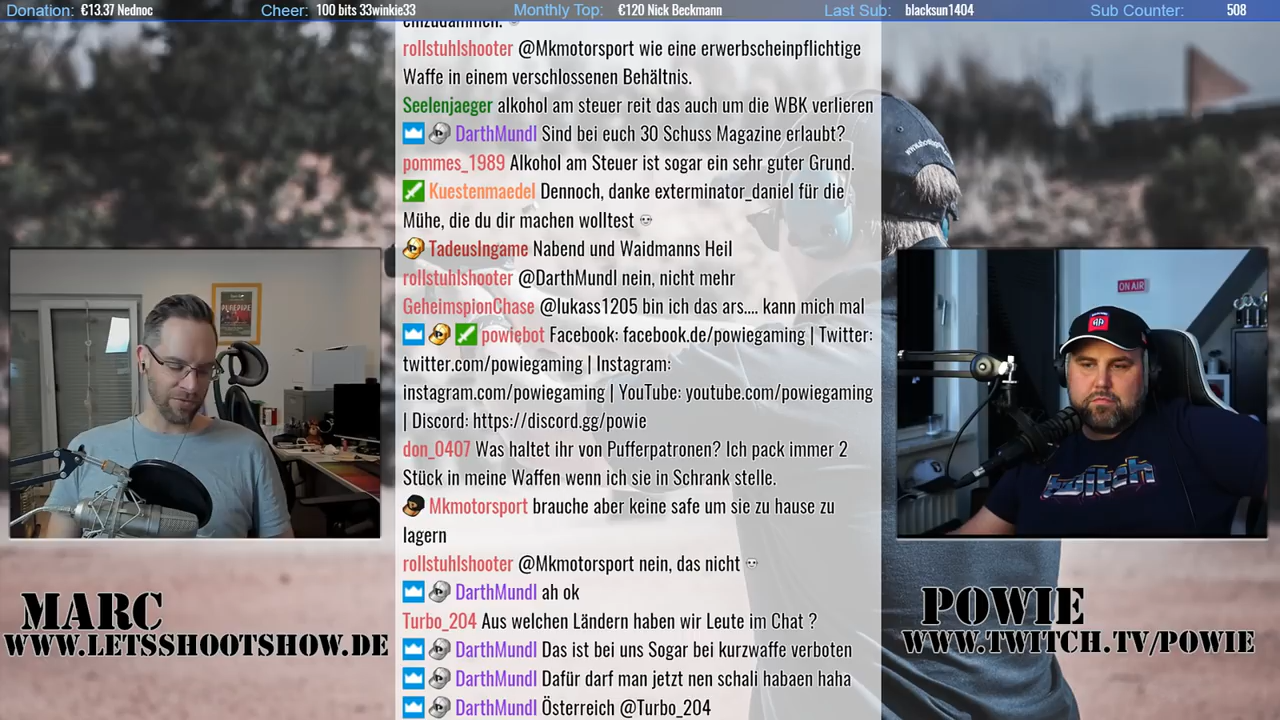 Donation: €13.37 Nednoc Cheer: 100 bits 33winkie33 Monthly Top: €120 Nick Beckmann Last Sub: blacksun1404 Sub Counter: 508
einzudämmen.
rollstuhlshooter @Mkmotorsport wie eine erwerbscheinpflichtige
Waffe in einem verschlossenen Behältnis.
Seelenjaeger alkohol am steuer reit das auch um die WBK verlieren
DarthMundl Sind bei euch 30 Schuss Magazine erlaubt?
pommes_1989 Alkohol am Steuer ist sogar ein sehr guter Grund.
Kuestenmaedel Dennoch, danke exterminator_daniel für die
Mühe, die du dir machen wolltest
TadeusIngame Nabend und Waidmanns Heil
rollstuhlshooter @DarthMundl nein, nicht mehr
GeheimspionChase @lukass1205 bin ich das ars.... kann mich mal
powiebot Facebook: facebook.de/powiegaming | Twitter:
twitter.com/powiegaming | Instagram:
instagram.com/powiegaming | YouTube: youtube.com/powiegaming
| Discord: https://discord.gg/powie
don_0407 Was haltet ihr von Pufferpatronen? Ich pack immer 2
Stück in meine Waffen wenn ich sie in Schrank stelle.
Mkmotorsport brauche aber keine safe um sie zu hause zu
lagern
rollstuhlshooter @Mkmotorsport nein, das nicht
DarthMundl ah ok
Turbo_204 Aus welchen Ländern haben wir Leute im Chat ?
DarthMundl Das ist bei uns Sogar bei kurzwaffe verboten
DarthMundl Dafür darf man jetzt nen schali habaen haha
DarthMundl Österreich @Turbo_204
ON AIR
twitch
MARC
WWW.LETSSHOOTSHOW.DE
POWIE
WWW.TWITCH.TV/POWIE